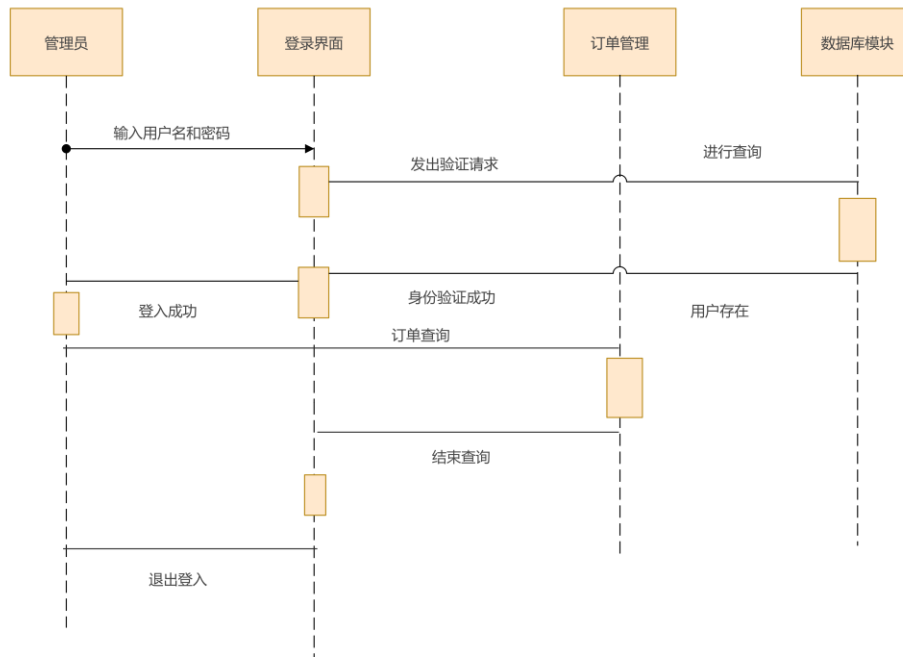 管理员
登录界面
订单管理
数据库模块
输入用户名和密码
发出验证请求
进行查询
登入成功
身份验证成功
用户存在
订单查询
结束查询
退出登入